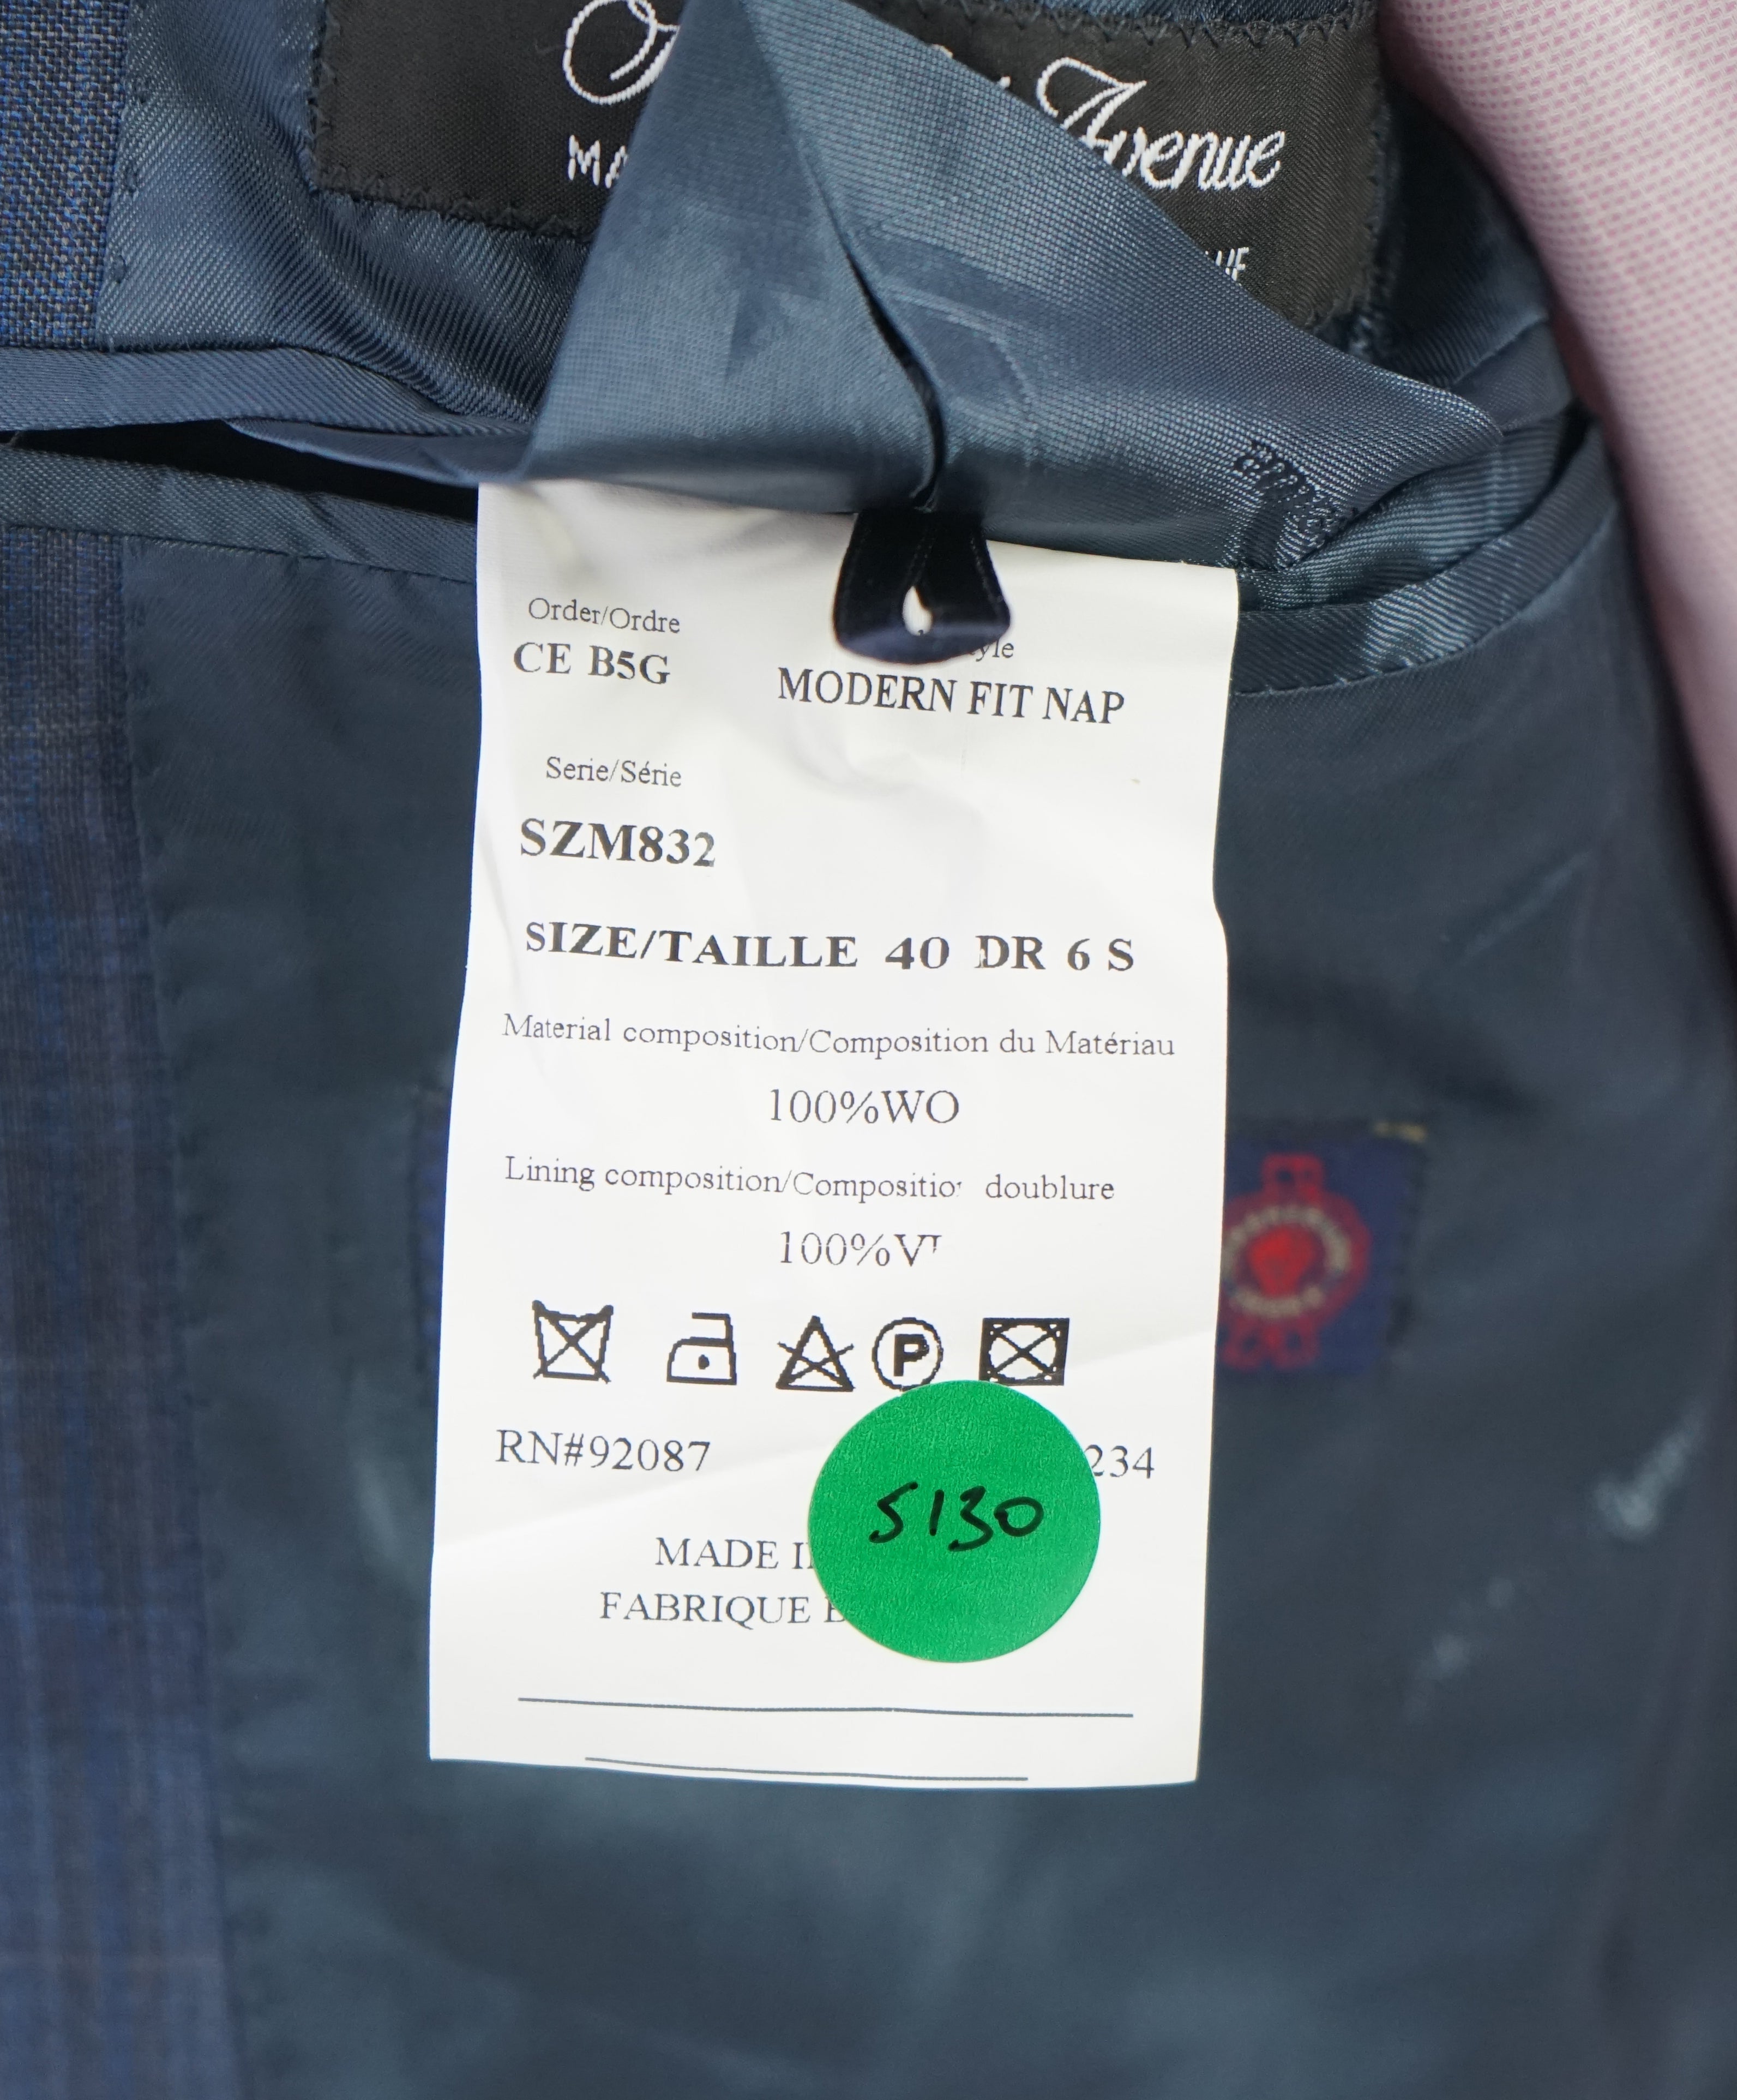 Avenue
Order/Ordre
CE B5G
MODERN FIT NAP
Serie/Série
SZM832
SIZE/TAILLE 40 DR 6 S
Material composition/Composition du Matériau
100%WO
Lining composition/Compositio doublure
100%V
P
RN#92087 234
5130
MADE
FABRIQUE